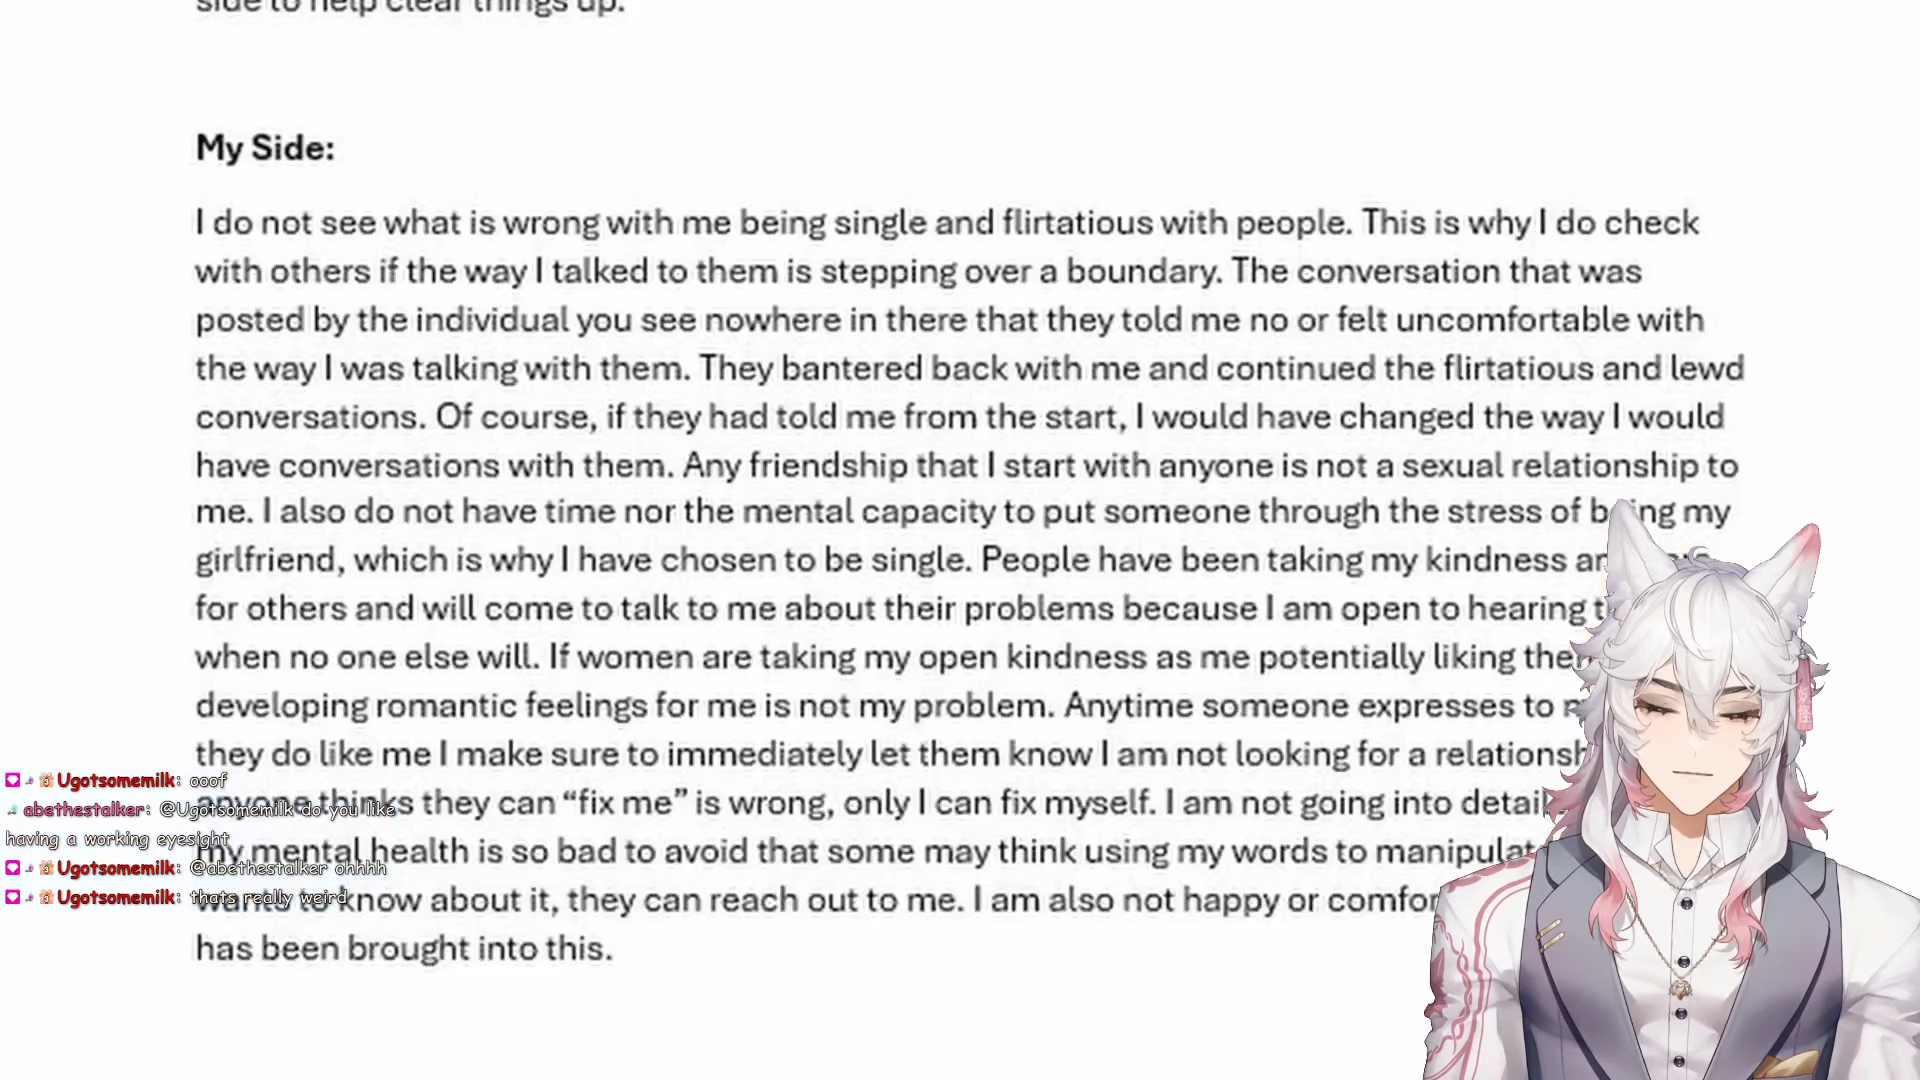 side to help clear things up.
My Side:
I do not see what is wrong with me being single and flirtatious with people. This is why I do check
with others if the way I talked to them is stepping over a boundary. The conversation that was
posted by the individual you see nowhere in there that they told me no or felt uncomfortable with
the way I was talking with them. They bantered back with me and continued the flirtatious and lewd
conversations. Of course, if they had told me from the start, I would have changed the way I would
have conversations with them. Any friendship that I start with anyone is not a sexual relationship to
me. I also do not have time nor the mental capacity to put someone through the stress of being my
girlfriend, which is why I have chosen to be single. People have been taking my kindness
for others and will come to talk to me about their problems because I am open to hearing
when no one else will. If women are taking my open kindness as me potentially liking
developing romantic feelings for me is not my problem. Anytime someone expresses to
they do like me I make sure to immediately let them know I am not looking for a
anyone thinks they can “fix me” is wrong, only I can fix myself. I am not going into
my mental health is so bad to avoid that some may think using my words to
wants to know about it, they can reach out to me. I am also not happy or
has been brought into this.
Ugotsomemilk: ooof
abethestalker: @Ugotsomemilk do you like
having a working eyesight
Ugotsomemilk: @abethestalker ohhhh
Ugotsomemilk: thats really weird